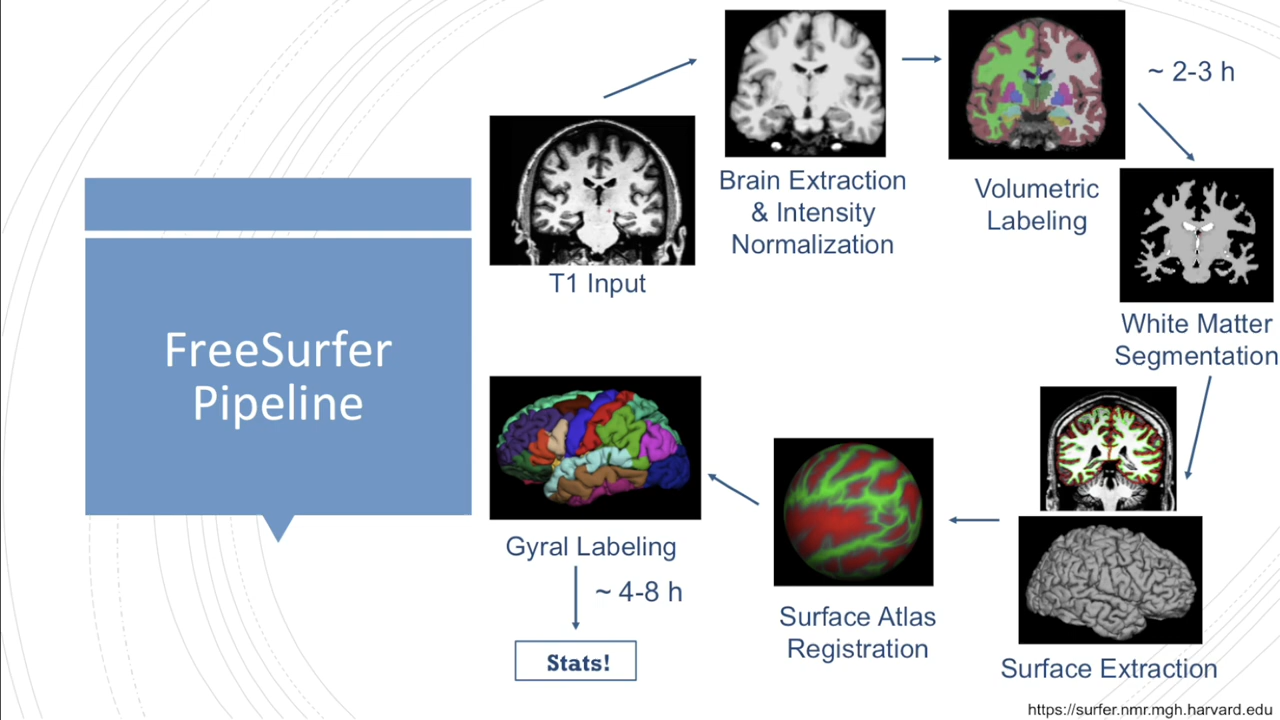 FreeSurfer
Pipeline
T1 Input
Brain Extraction
& Intensity
Normalization
Volumetric
Labeling
~ 2-3 h
White Matter
Segmentation
Surface Extraction
Surface Atlas
Registration
Gyral Labeling
~ 4-8 h
Stats!
https://surfer.nmr.mgh.harvard.edu